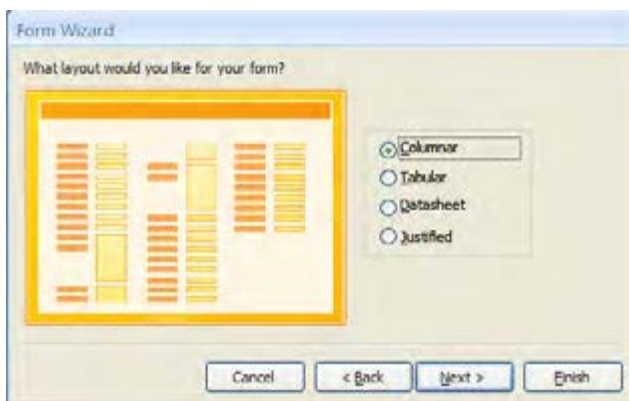 Form Wizard
What layout would you like for your form?
Columnar
Tabular
Datasheet
Justified
Cancel
< Back
Next >
Finish